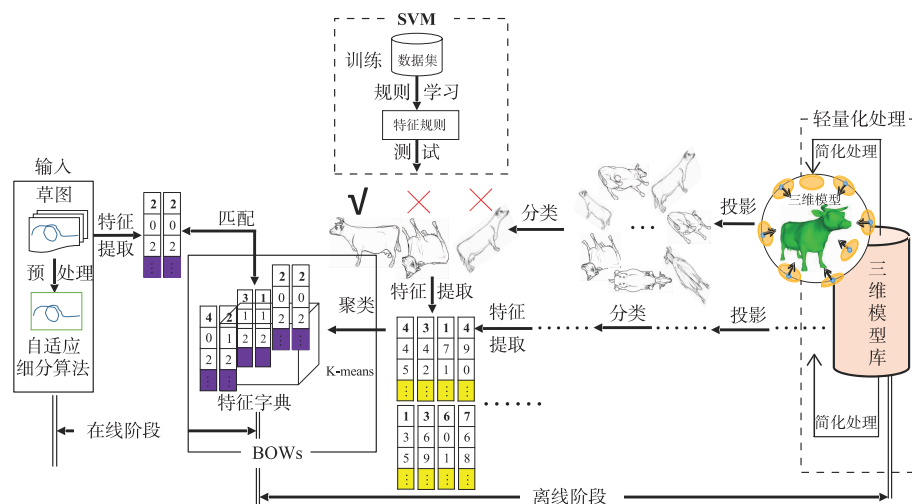 SVM
训练
数据集
规则
学习
特征规则
测
试
轻量化处理
简化处理
三维模型
三维模型库
简化处理
输入
草图
预
处理
自适应
细分算法
特征
提取
2 2
0 0
2 2
⋮ ⋮
匹配
√
分类
...
投影
4 2
0 1
2 2
⋮ ⋮
3 1
1 1
2 2
2 2
0 0
2 2
⋮ ⋮
K-means
特征字典
BOWs
聚类
特征
提取
4 3 1 4
4 4 7 9
5 2 1 0
⋮ ⋮ ⋮ ⋮
1 3 6 7
3 6 0 6
5 9 1 8
⋮ ⋮ ⋮ ⋮
特征
提取
分类
投影
......
在线阶段
离线阶段